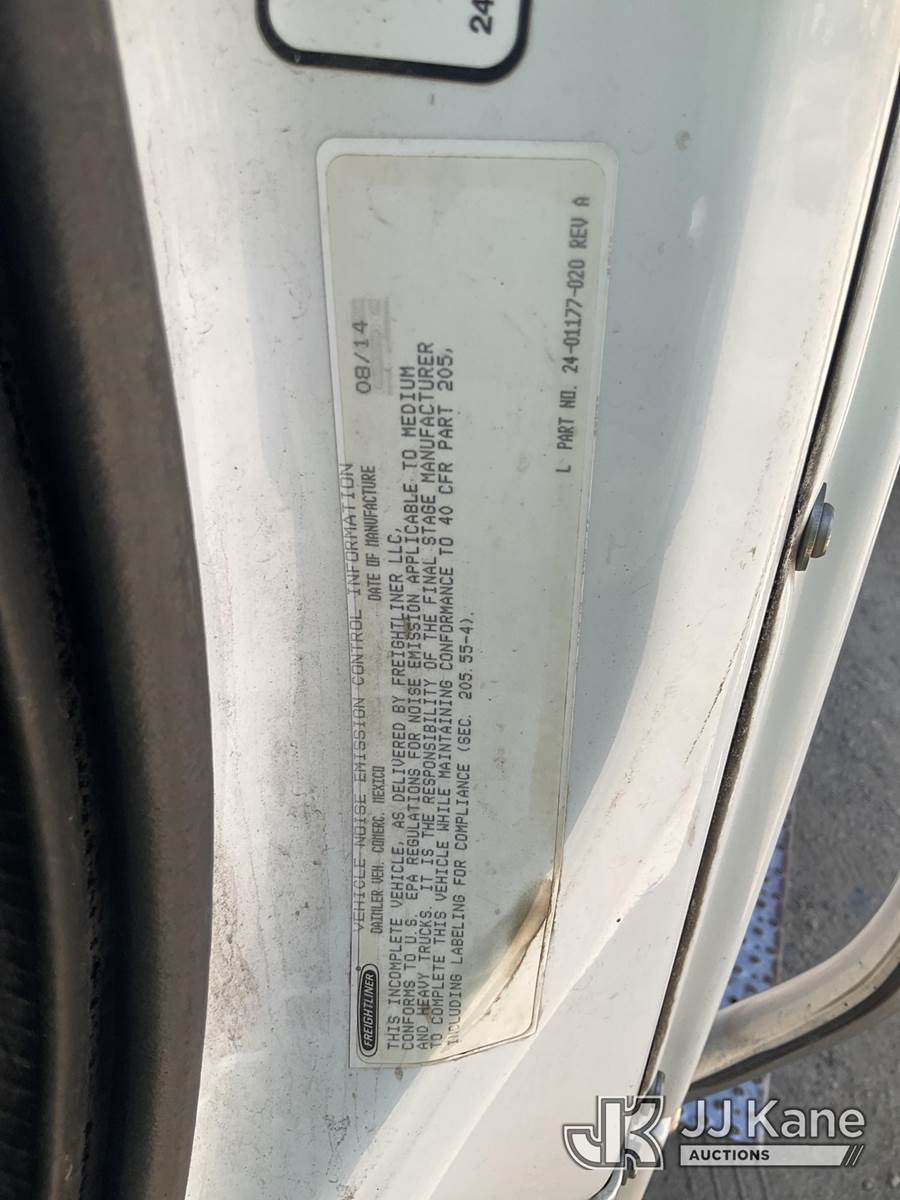 24
VEHICLE NOISE EMISSION CONTROL INFORMATION
FREIGHTLINER
DAIMLER VEH. COMERC. MEXICO DATE OF MANUFACTURE 08/14
THIS INCOMPLETE VEHICLE, AS DELIVERED BY FREIGHTLINER LLC,
CONFORMS TO U.S. EPA REGULATIONS FOR NOISE EMISSION APPLICABLE TO MEDIUM
AND HEAVY TRUCKS. IT IS THE RESPONSIBILITY OF THE FINAL STAGE MANUFACTURER
TO COMPLETE THIS VEHICLE WHILE MAINTAINING CONFORMANCE TO 40 CFR PART 205,
INCLUDING LABELING FOR COMPLIANCE (SEC. 205.55-4).
L PART NO. 24-01177-020 REV A
JK JJ Kane
AUCTIONS